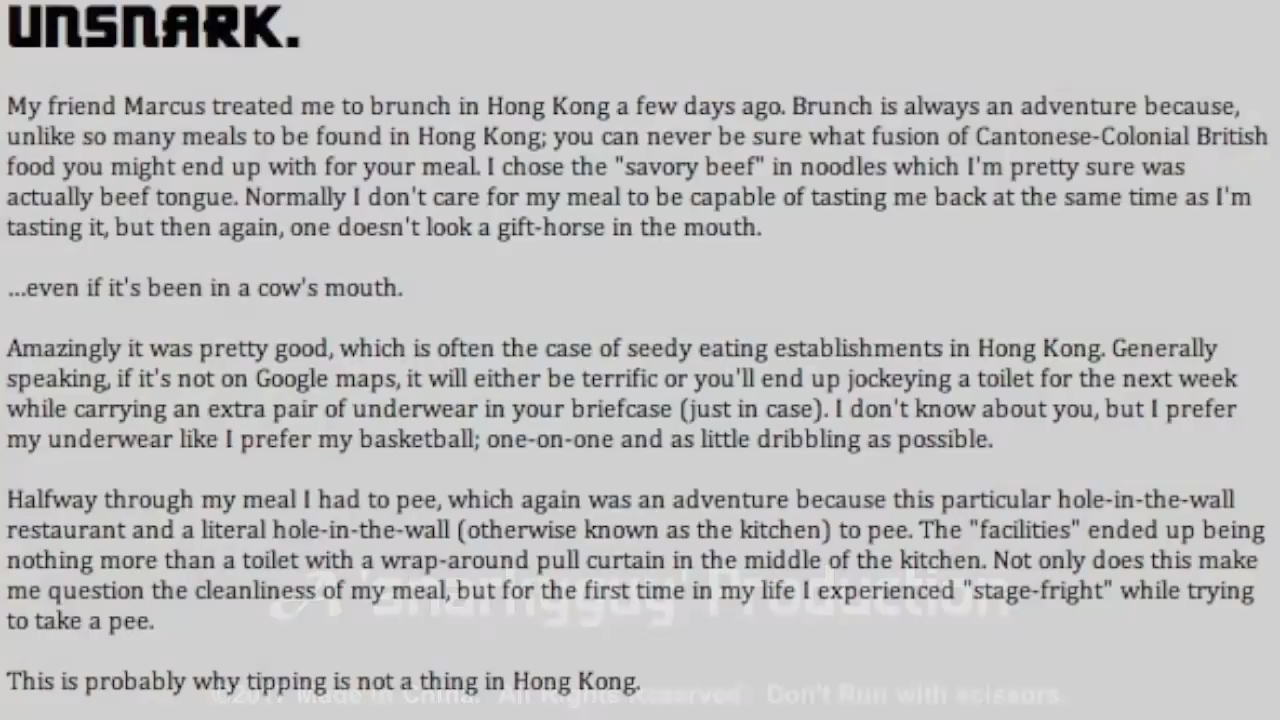 UNSNARK.
My friend Marcus treated me to brunch in Hong Kong a few days ago. Brunch is always an adventure because,
unlike so many meals to be found in Hong Kong; you can never be sure what fusion of Cantonese-Colonial British
food you might end up with for your meal. I chose the "savory beef" in noodles which I'm pretty sure was
actually beef tongue. Normally I don't care for my meal to be capable of tasting me back at the same time as I'm
tasting it, but then again, one doesn't look a gift-horse in the mouth.
...even if it's been in a cow's mouth.
Amazingly it was pretty good, which is often the case of seedy eating establishments in Hong Kong. Generally
speaking, if it's not on Google maps, it will either be terrific or you'll end up jockeying a toilet for the next week
while carrying an extra pair of underwear in your briefcase (just in case). I don't know about you, but I prefer
my underwear like I prefer my basketball; one-on-one and as little dribbling as possible.
Halfway through my meal I had to pee, which again was an adventure because this particular hole-in-the-wall
restaurant and a literal hole-in-the-wall (otherwise known as the kitchen) to pee. The "facilities" ended up being
nothing more than a toilet with a wrap-around pull curtain in the middle of the kitchen. Not only does this make
me question the cleanliness of my meal, but for the first time in my life I experienced "stage-fright" while trying
to take a pee.
A 'snarkyguy' Production
This is probably why tipping is not a thing in Hong Kong.
Made in China. All Rights Reserved. Don't Run with scissors.